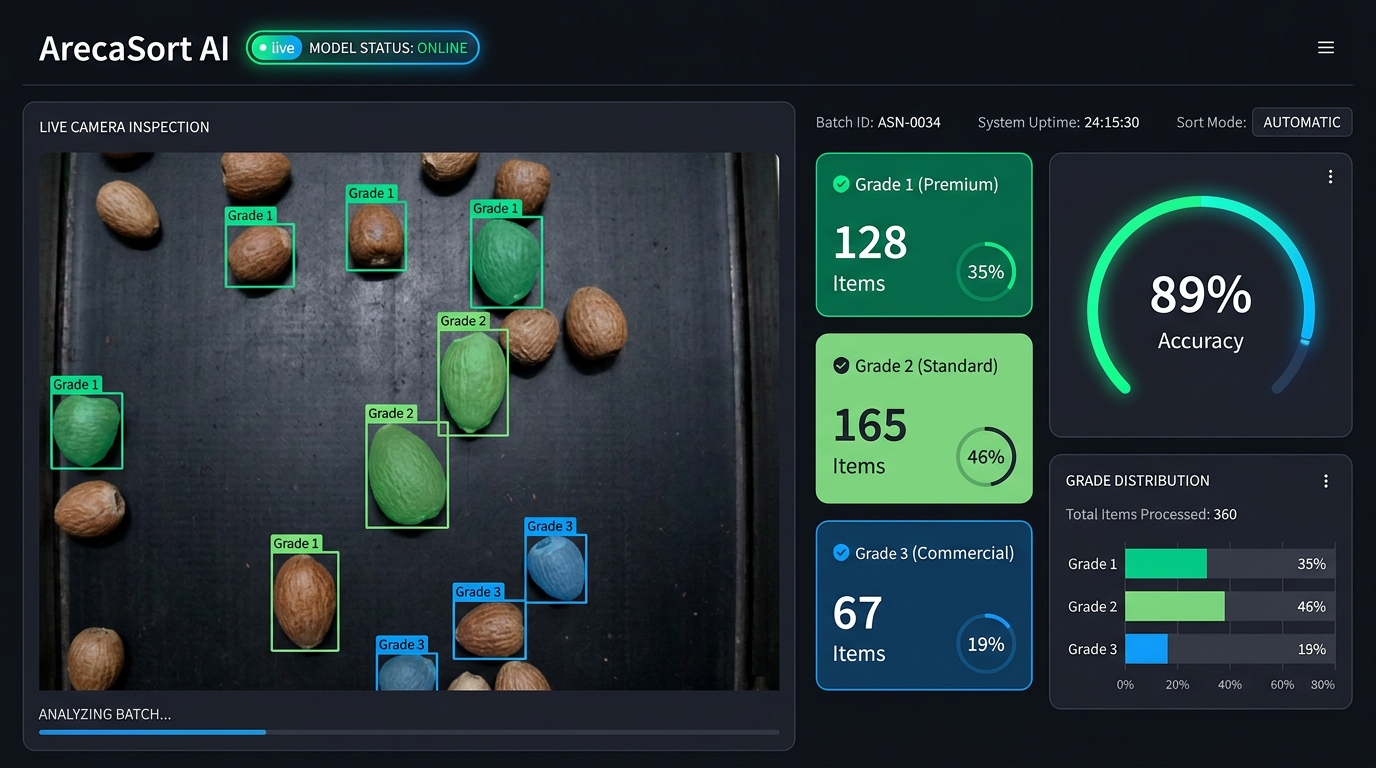 ArecaSort AI
live MODEL STATUS: ONLINE
LIVE CAMERA INSPECTION
Grade 1
Grade 1
Grade 1
Grade 2
Grade 1
Grade 2
Grade 3
Grade 1
Grade 3
Grade 3
ANALYZING BATCH...
Batch ID: ASN-0034 System Uptime: 24:15:30 Sort Mode: AUTOMATIC
Grade 1 (Premium)
128
Items
35%
Grade 2 (Standard)
165
Items
46%
Grade 3 (Commercial)
67
Items
19%
89%
Accuracy
GRADE DISTRIBUTION
Total Items Processed: 360
Grade 1 35%
Grade 2 46%
Grade 3 19%
0% 20% 40% 60% 80%